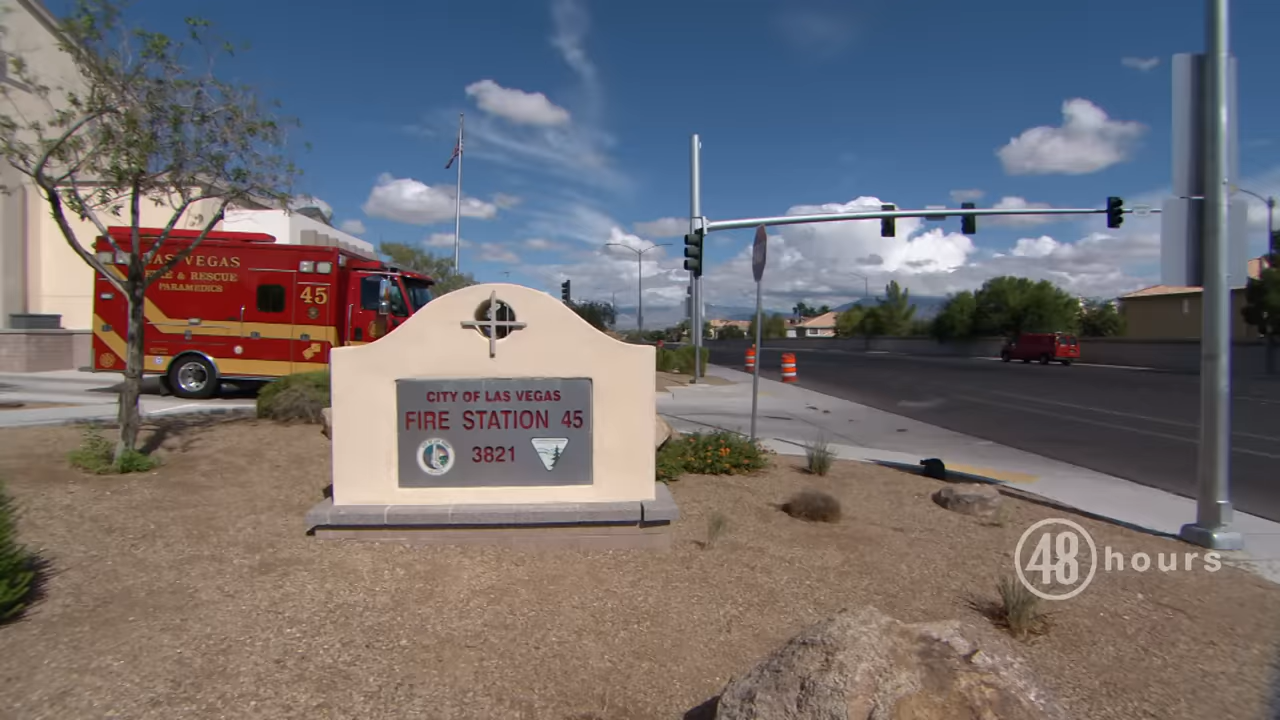 LAS VEGAS
FIRE & RESCUE
PARAMEDICS
45
CITY OF LAS VEGAS
FIRE STATION 45
3821
48 hours